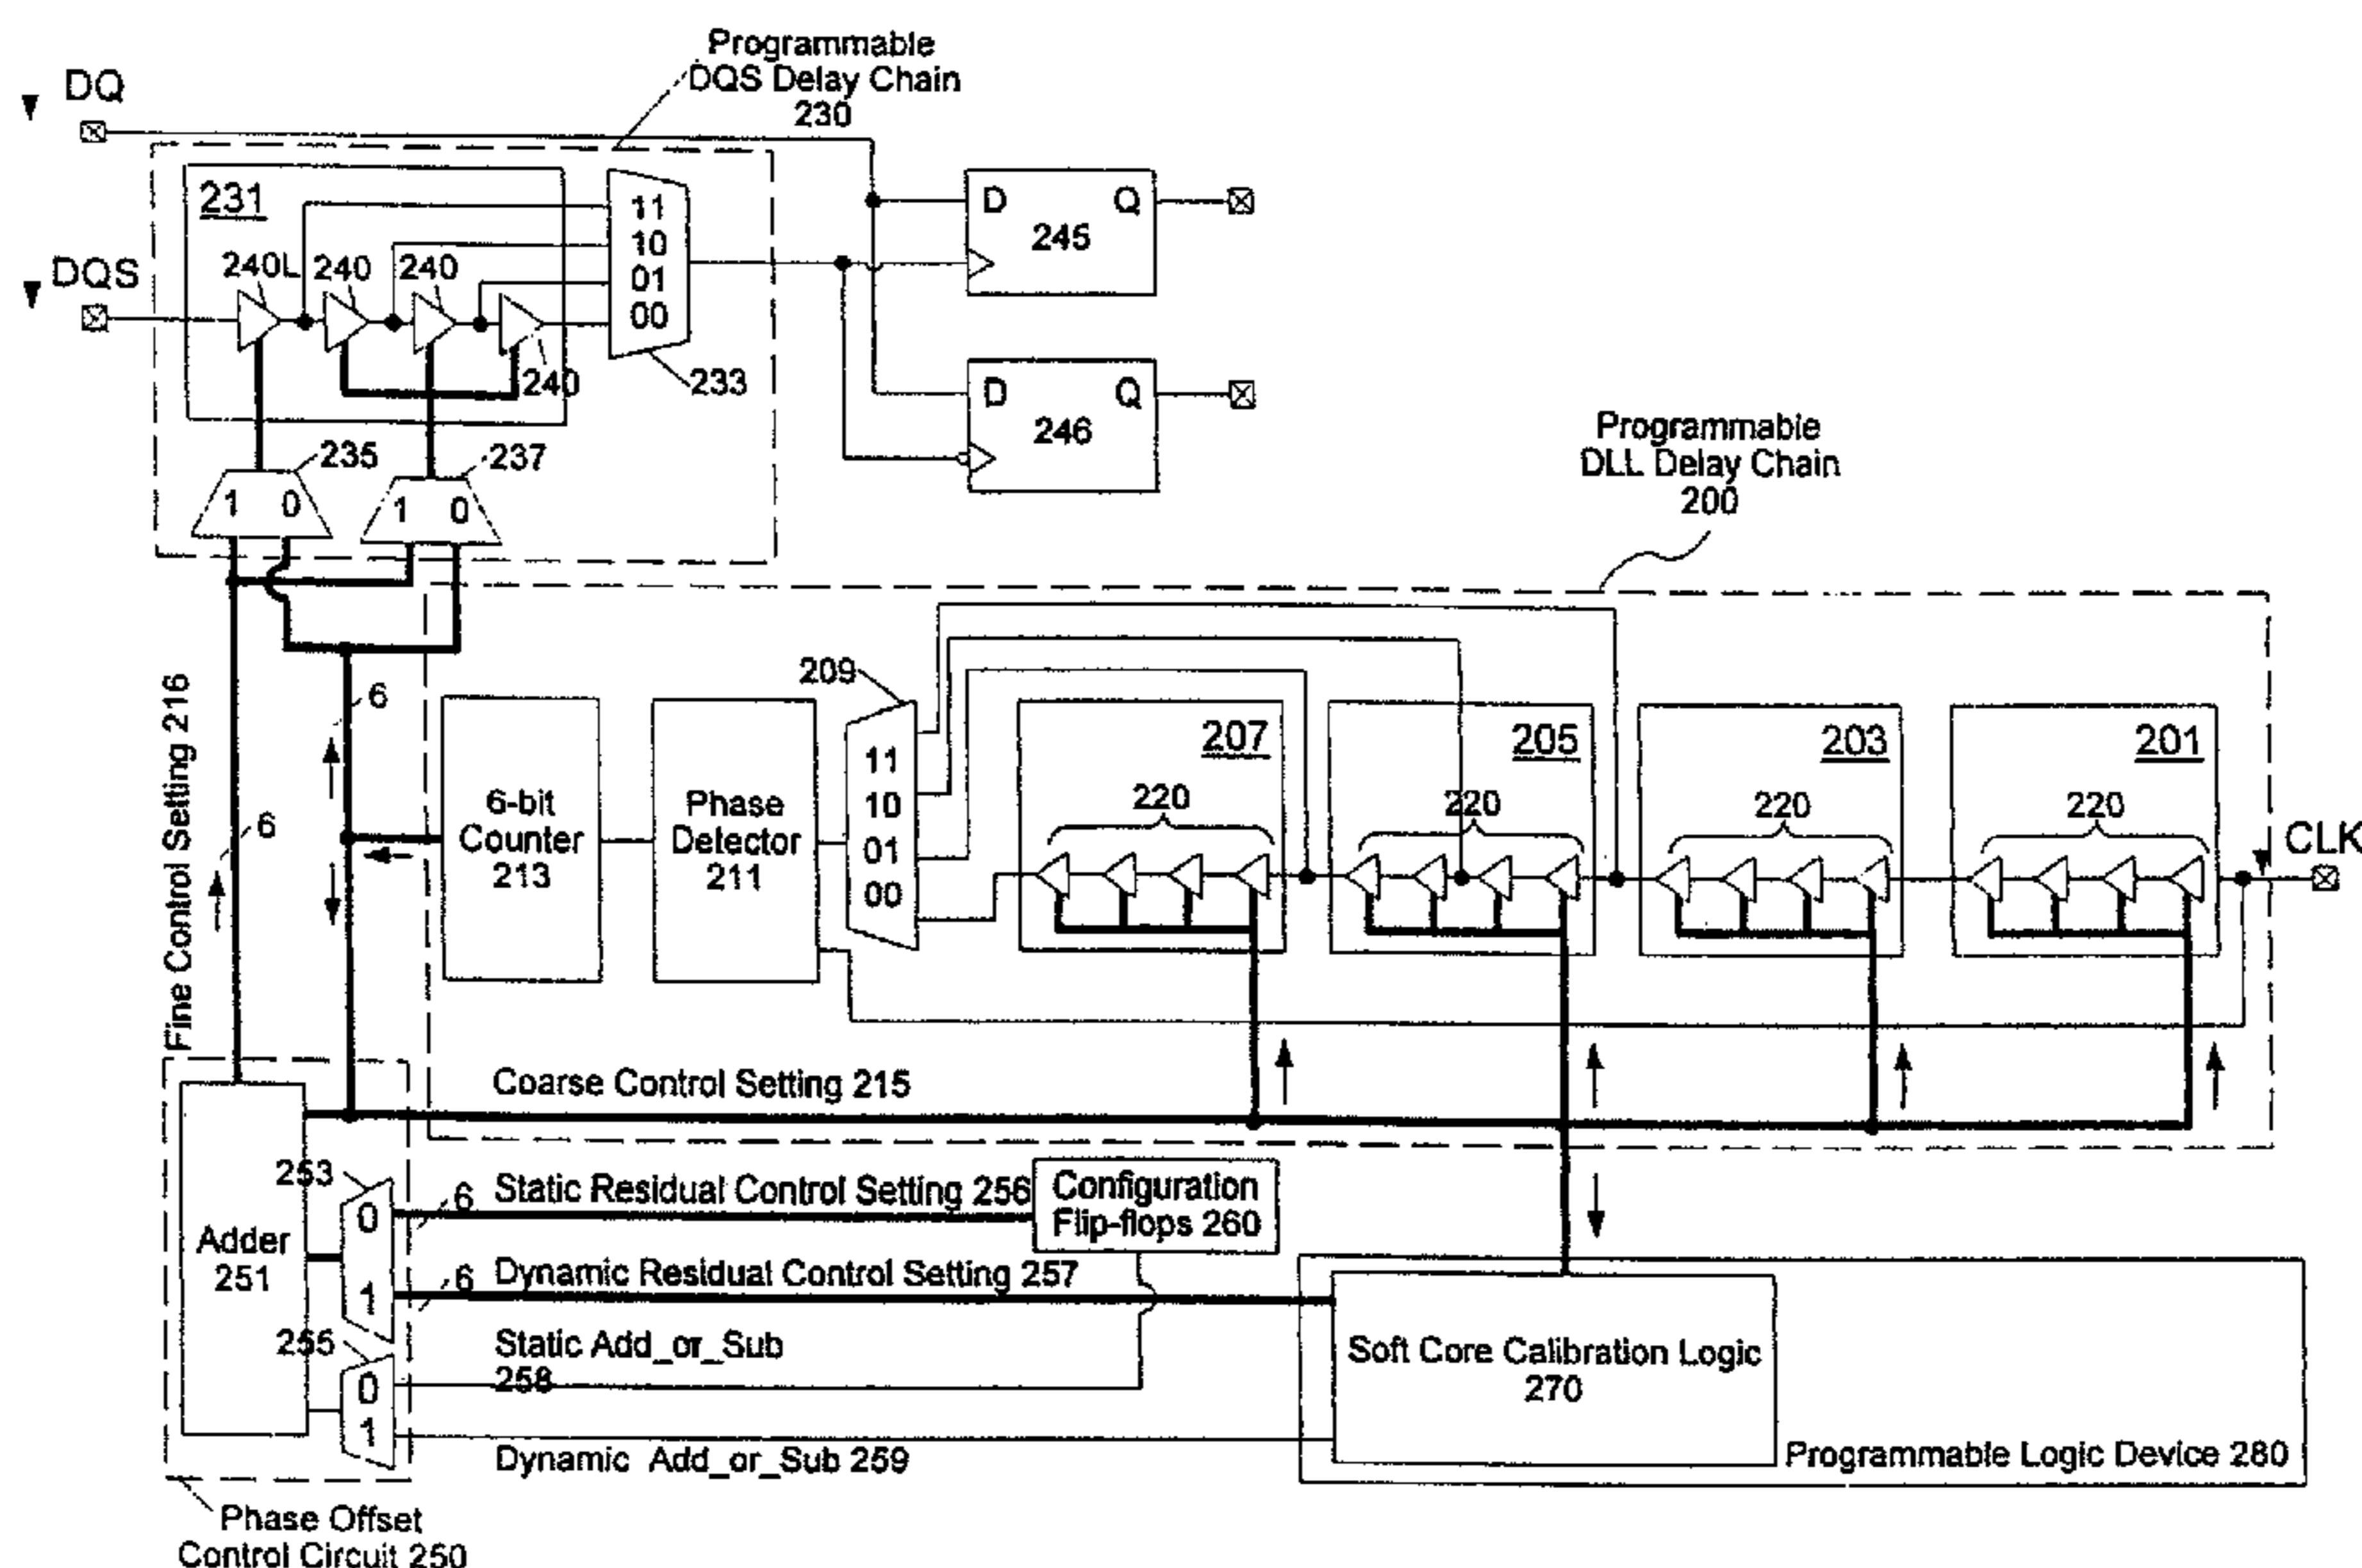 Programmable
DQS Delay Chain
230
DQ
231
11
10
01
00
D Q
245
DQS
240L 240 240
240
233
D Q
246
235
237
1 0
1 0
Programmable
DLL Delay Chain
200
Fine Control Setting 216
6
6
209
6-bit
Counter
213
Phase
Detector
211
11
10
01
00
207
220
205
220
203
220
201
220
CLK
Coarse Control Setting 215
Adder
251
253
0
1
255
0
1
6
Static Residual Control Setting 256
Configuration
Flip-flops 260
6
Dynamic Residual Control Setting 257
Static Add_or_Sub
258
Dynamic Add_or_Sub 259
Soft Core Calibration Logic
270
Programmable Logic Device 280
Phase Offset
Control Circuit 250